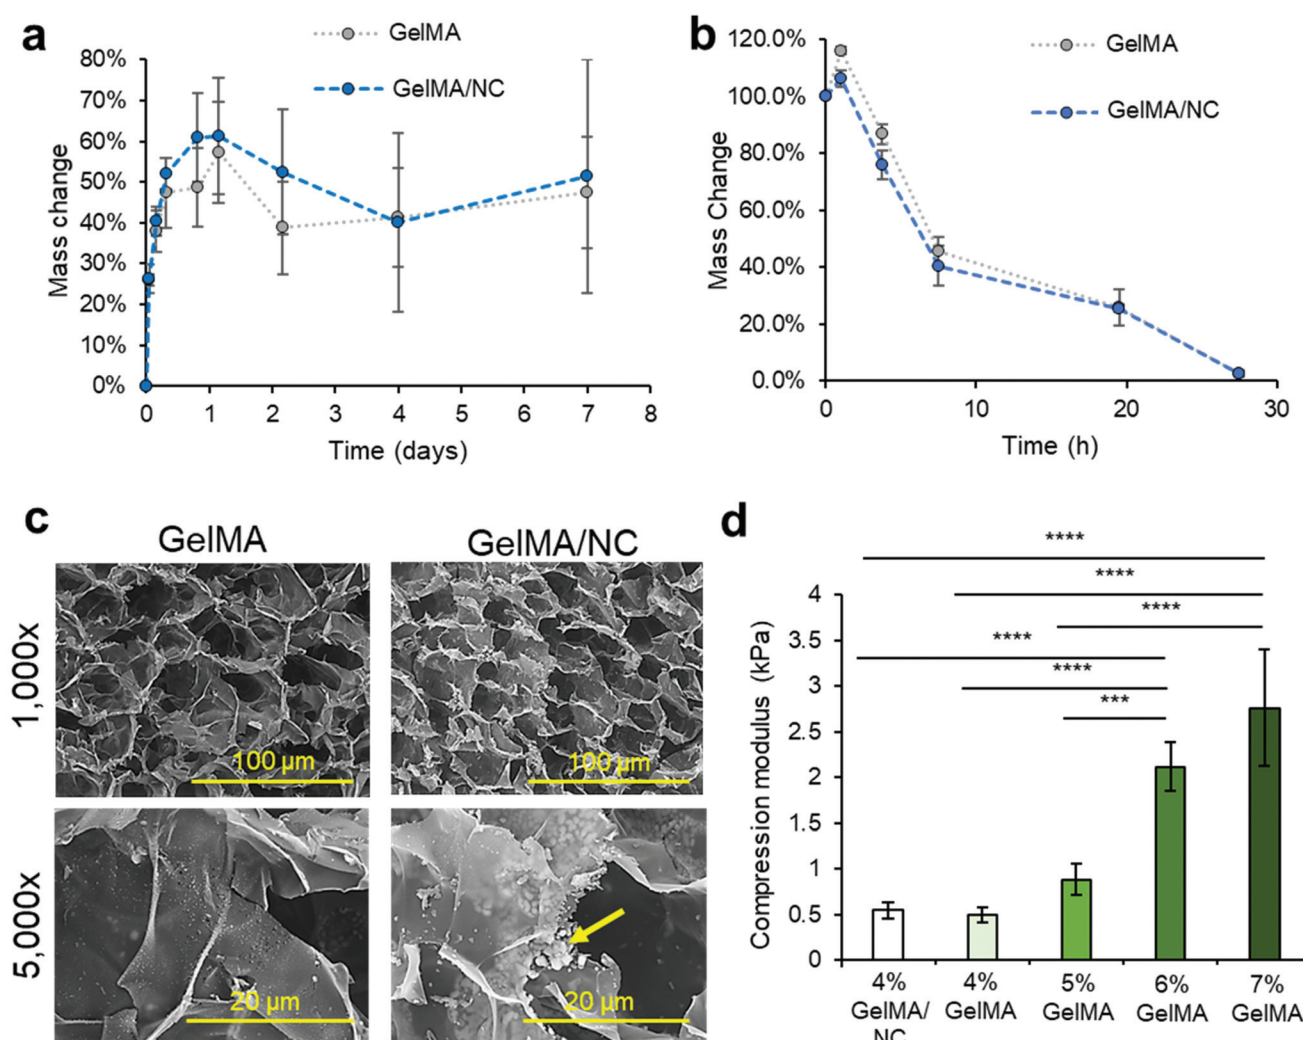 a
GelMA
GelMA/NC
80%
70%
60%
50%
40%
30%
20%
10%
0%
Mass change
0 1 2 3 4 5 6 7 8
Time (days)
b
GelMA
GelMA/NC
120.0%
100.0%
80.0%
60.0%
40.0%
20.0%
0.0%
Mass Change
0 10 20 30
Time (h)
c
GelMA
GelMA/NC
1,000x
100 µm
100 µm
5,000x
20 µm
20 µm
d
****
****
****
****
****
***
4
3.5
3
2.5
2
1.5
1
0.5
0
Compression modulus (kPa)
4% 4% 5% 6% 7%
GelMA/ GelMA GelMA GelMA GelMA
NC